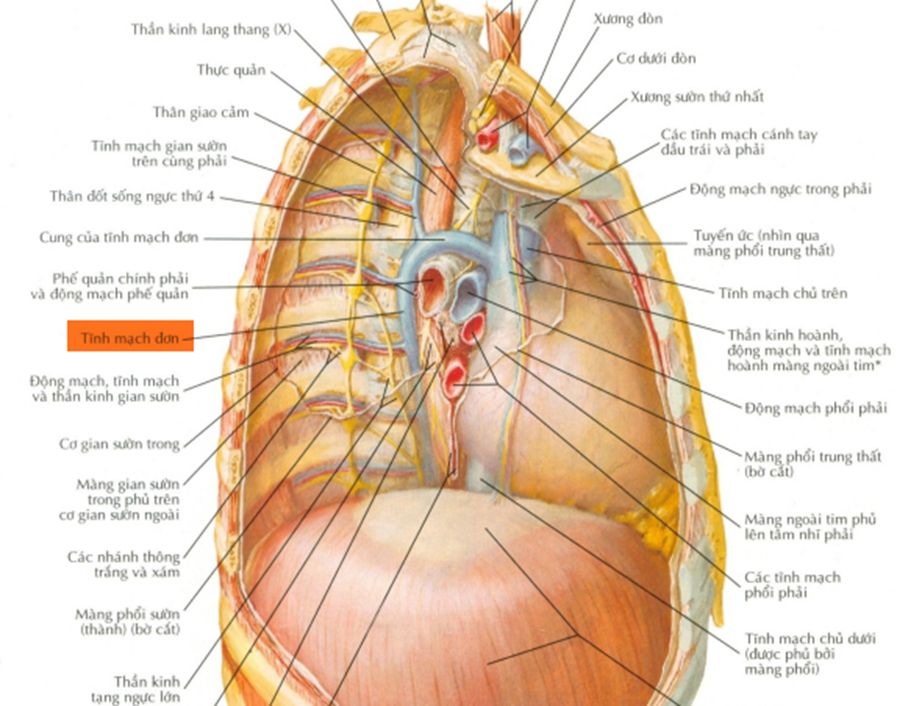 Thần kinh lang thang (X)
Thực quản
Thân giao cảm
Tĩnh mạch gian sườn
trên cùng phải
Thân đốt sống ngực thứ 4
Cung của tĩnh mạch đơn
Phế quản chính phải
và động mạch phế quản
Tĩnh mạch đơn
Động mạch, tĩnh mạch
và thần kinh gian sườn
Cơ gian sườn trong
Màng gian sườn
trong phủ trên
cơ gian sườn ngoài
Các nhánh thông
trắng và xám
Màng phổi sườn
(thành) (bờ cắt)
Thần kinh
tạng ngực lớn
Xương đòn
Cơ dưới đòn
Xương sườn thứ nhất
Các tĩnh mạch cánh tay
đầu trái và phải
Động mạch ngực trong phải
Tuyến ức (nhìn qua
màng phổi trung thất)
Tĩnh mạch chủ trên
Thần kinh hoành,
động mạch và tĩnh mạch
hoành màng ngoài tim*
Động mạch phổi phải
Màng phổi trung thất
(bờ cắt)
Màng ngoài tim phủ
lên tâm nhĩ phải
Các tĩnh mạch
phổi phải
Tĩnh mạch chủ dưới
(được phủ bởi
màng phổi)